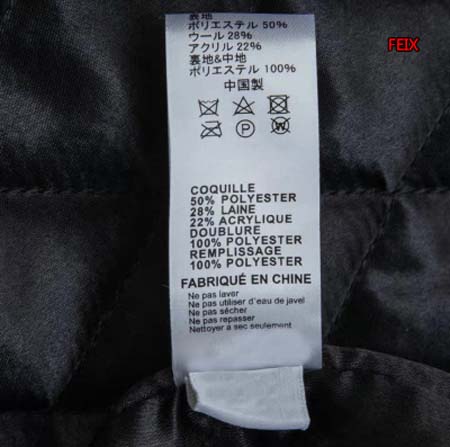 裏地
ポリエステル 50%
ウール 28%
アクリル 22%
裏地&中地
ポリエステル 100%
中国製
P
W
COQUILLE
50% POLYESTER
28% LAINE
22% ACRYLIQUE
DOUBLURE
100% POLYESTER
REMPLISSAGE
100% POLYESTER
FABRIQUÉ EN CHINE
Ne pas laver
Ne pas utiliser d'eau de javel
Ne pas sécher
Ne pas repasser
Nettoyer a sec seulement
FEIX